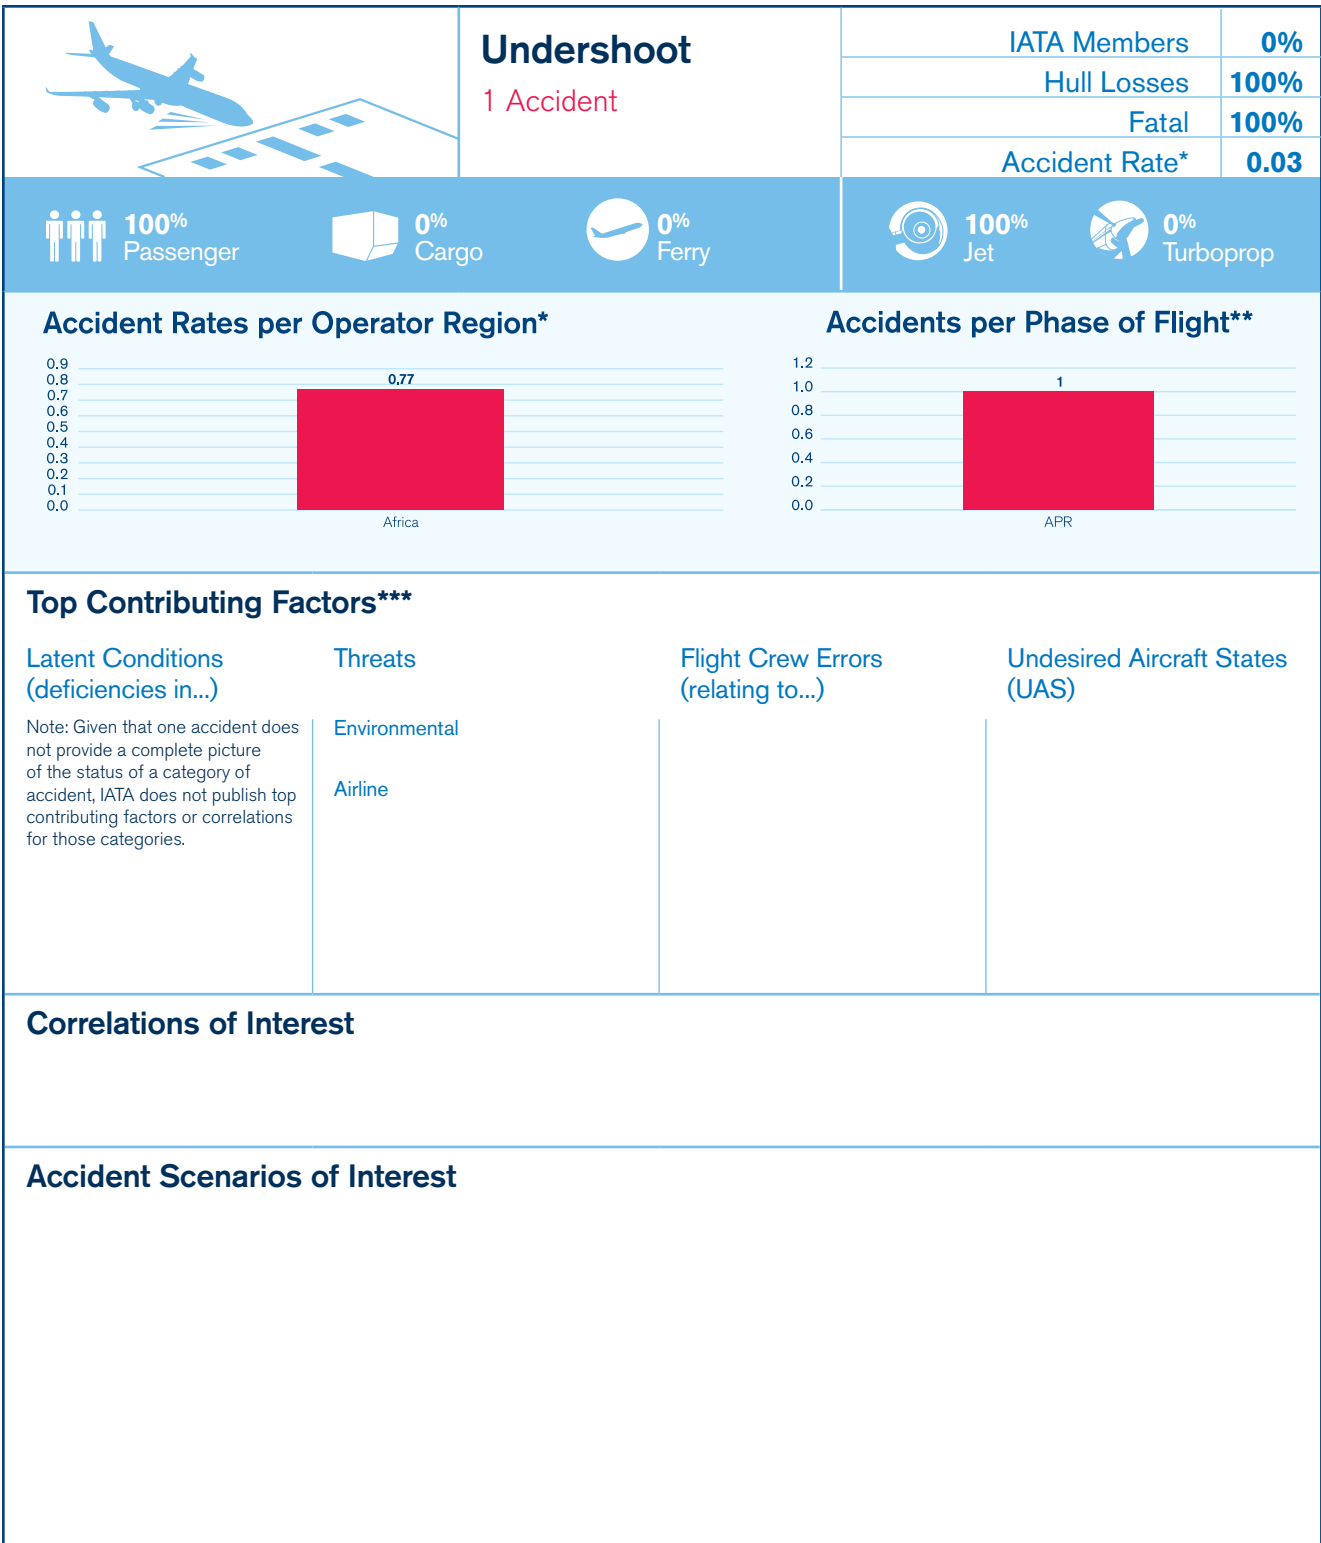 Undershoot
1 Accident
IATA Members 0%
Hull Losses 100%
Fatal 100%
Accident Rate* 0.03
100% Passenger
0% Cargo
0% Ferry
100% Jet
0% Turboprop
Accident Rates per Operator Region*
0.9
0.8
0.7
0.6
0.5
0.4
0.3
0.2
0.1
0.0
0.77
Africa
Accidents per Phase of Flight**
1.2
1.0
0.8
0.6
0.4
0.2
0.0
1
APR
Top Contributing Factors***
Latent Conditions
(deficiencies in...)
Note: Given that one accident does
not provide a complete picture
of the status of a category of
accident, IATA does not publish top
contributing factors or correlations
for those categories.
Threats
Environmental
Airline
Flight Crew Errors
(relating to...)
Undesired Aircraft States
(UAS)
Correlations of Interest
Accident Scenarios of Interest